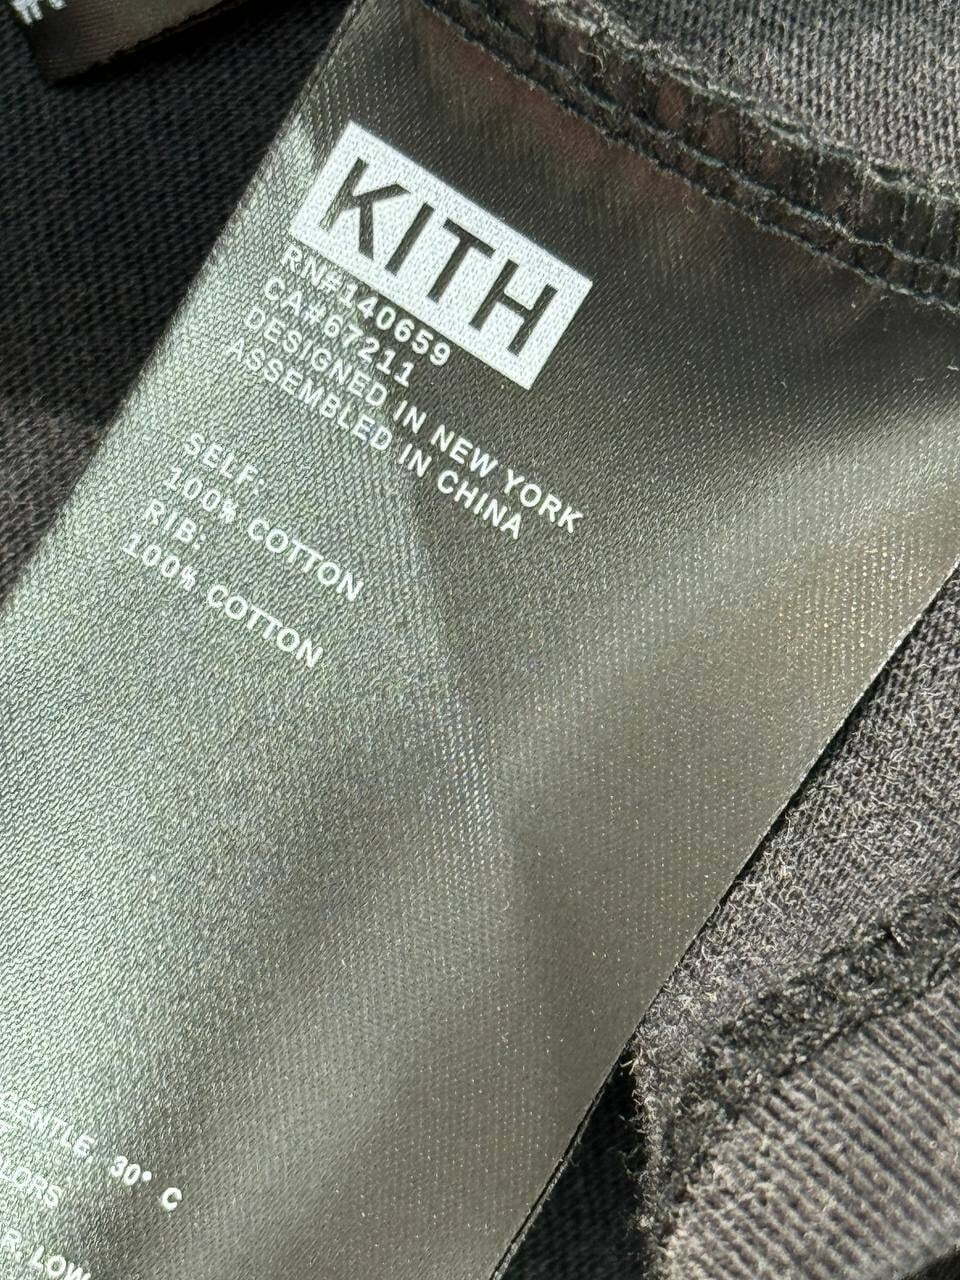 KITH
RN#140659
CA#67211
DESIGNED IN NEW YORK
ASSEMBLED IN CHINA
SELF:
100% COTTON
RIB:
100% COTTON
30° C
LOW